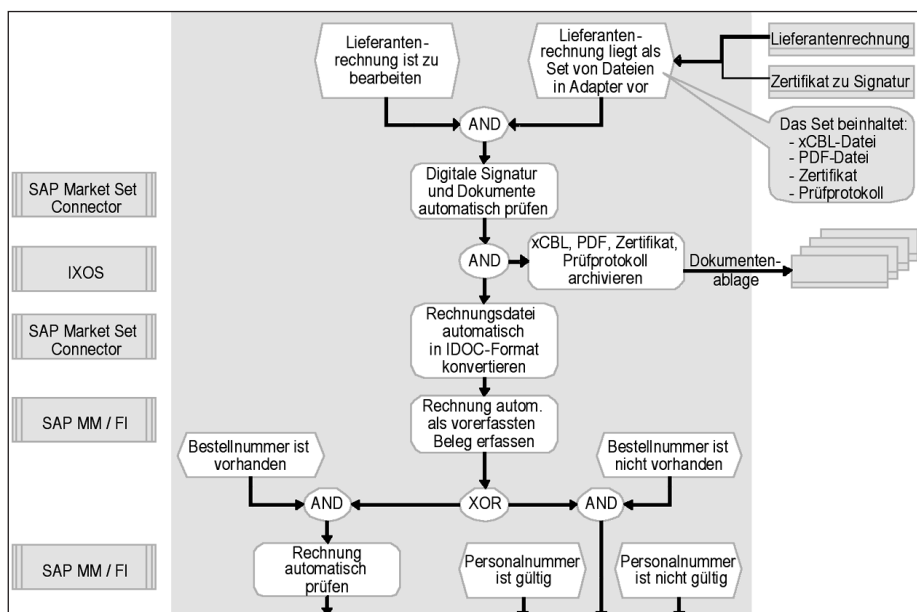 Lieferanten-
rechnung ist zu
bearbeiten
Lieferanten-
rechnung liegt als
Set von Dateien
in Adapter vor
Lieferantenrechnung
Zertifikat zu Signatur
AND
Das Set beinhaltet:
- xCBL-Datei
- PDF-Datei
- Zertifikat
- Prüfprotokoll
SAP Market Set
Connector
Digitale Signatur
und Dokumente
automatisch prüfen
IXOS
AND
xCBL, PDF, Zertifikat,
Prüfprotokoll
archivieren
Dokumenten-
ablage
SAP Market Set
Connector
Rechnungsdatei
automatisch
in IDOC-Format
konvertieren
SAP MM / FI
Rechnung autom.
als vorerfassten
Beleg erfassen
Bestellnummer ist
vorhanden
Bestellnummer ist
nicht vorhanden
AND
XOR
AND
SAP MM / FI
Rechnung
automatisch
prüfen
Personalnummer
ist gültig
Personalnummer
ist nicht gültig